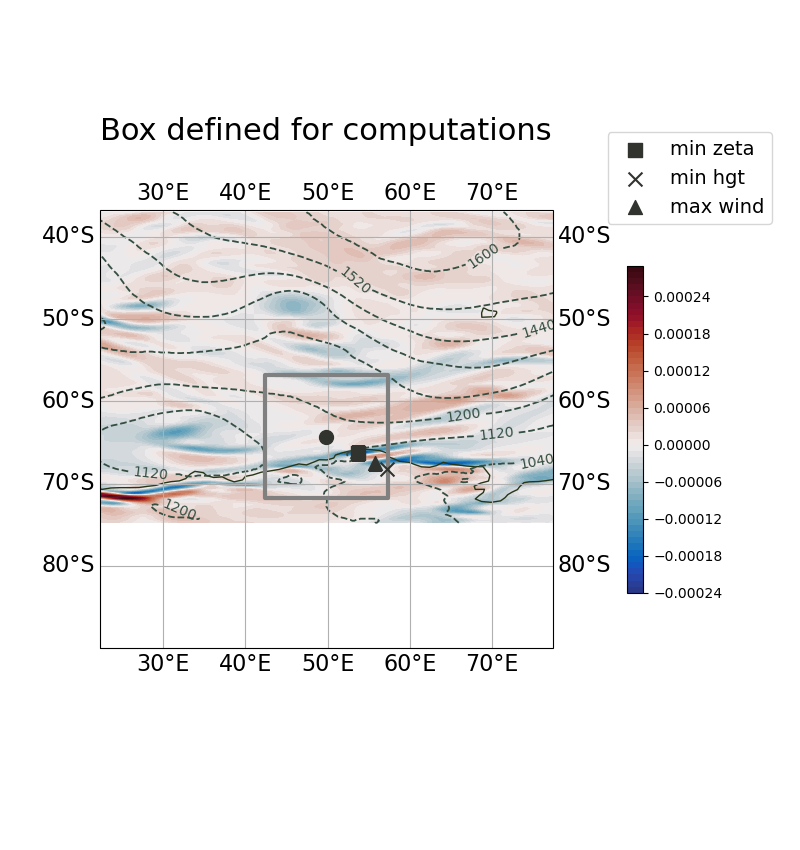 Box defined for computations
min zeta
min hgt
max wind
30°E 40°E 50°E 60°E 70°E
40°S 40°S
1600
1520
50°S 50°S
1440
60°S 60°S
1200
1120
1040
1120
70°S 70°S
1200
80°S 80°S
30°E 40°E 50°E 60°E 70°E
0.00024
0.00018
0.00012
0.00006
0.00000
−0.00006
−0.00012
−0.00018
−0.00024